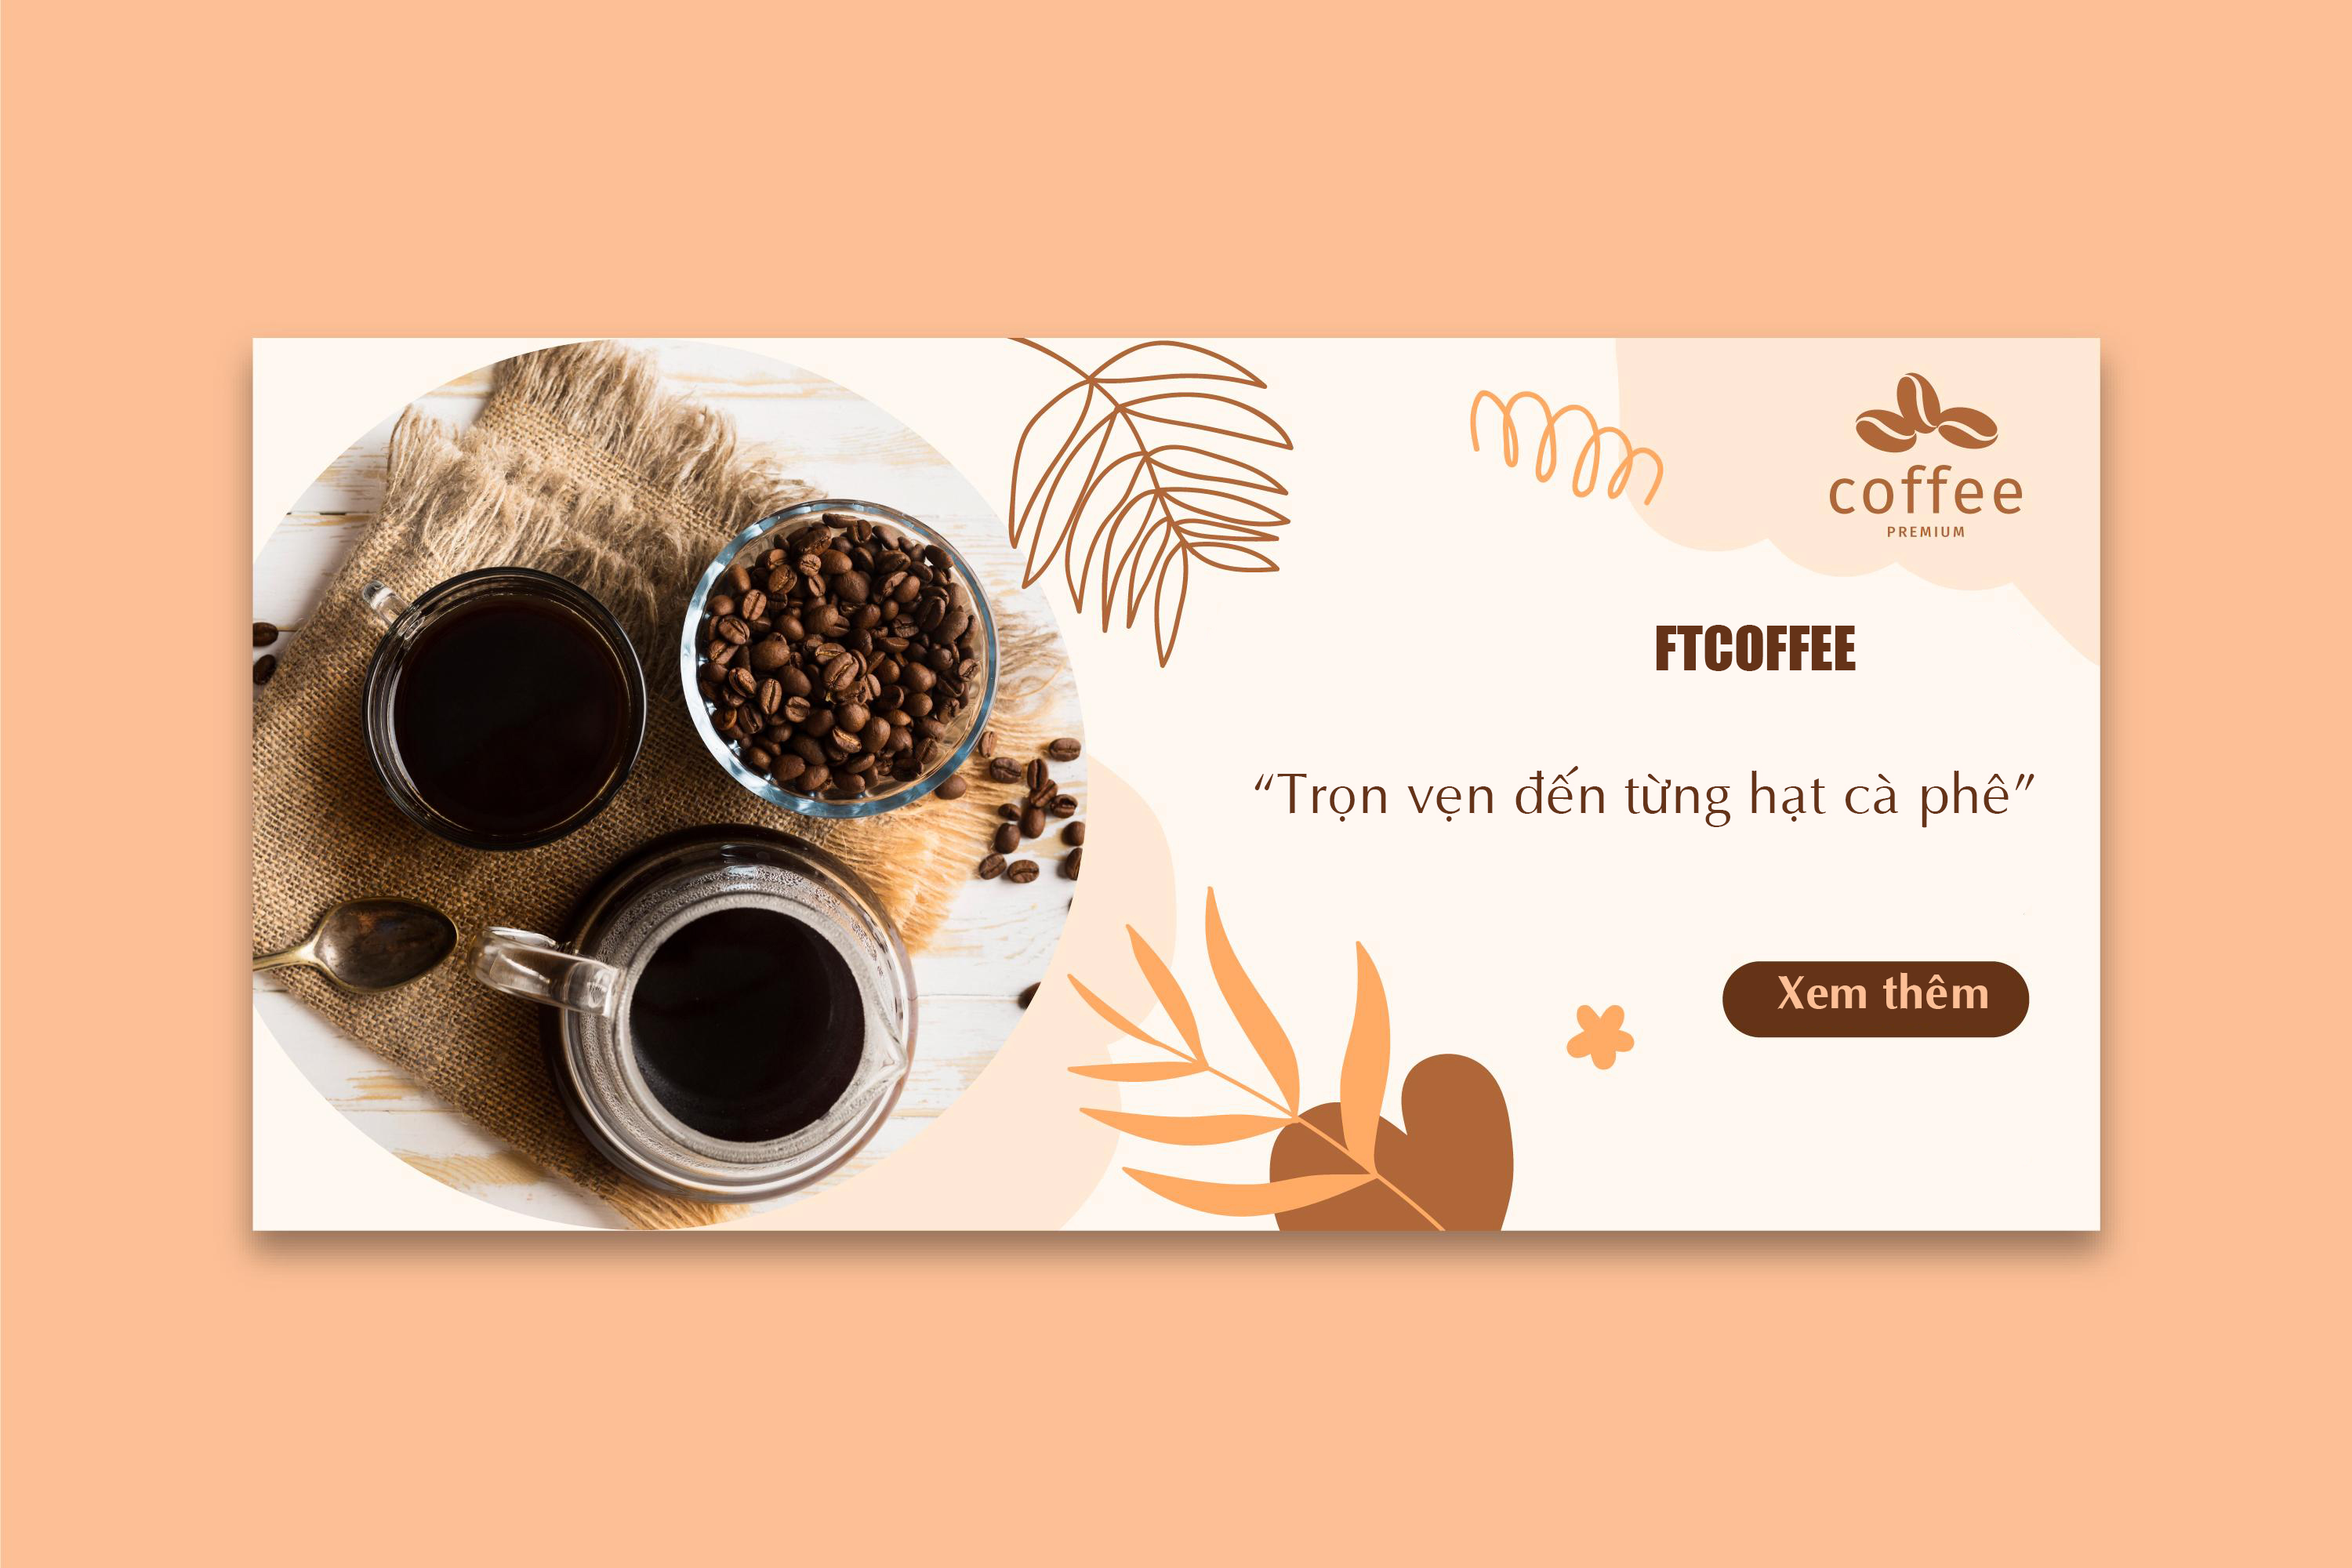 coffee
PREMIUM
FTCOFFEE
“Trọn vẹn đến từng hạt cà phê”
Xem thêm